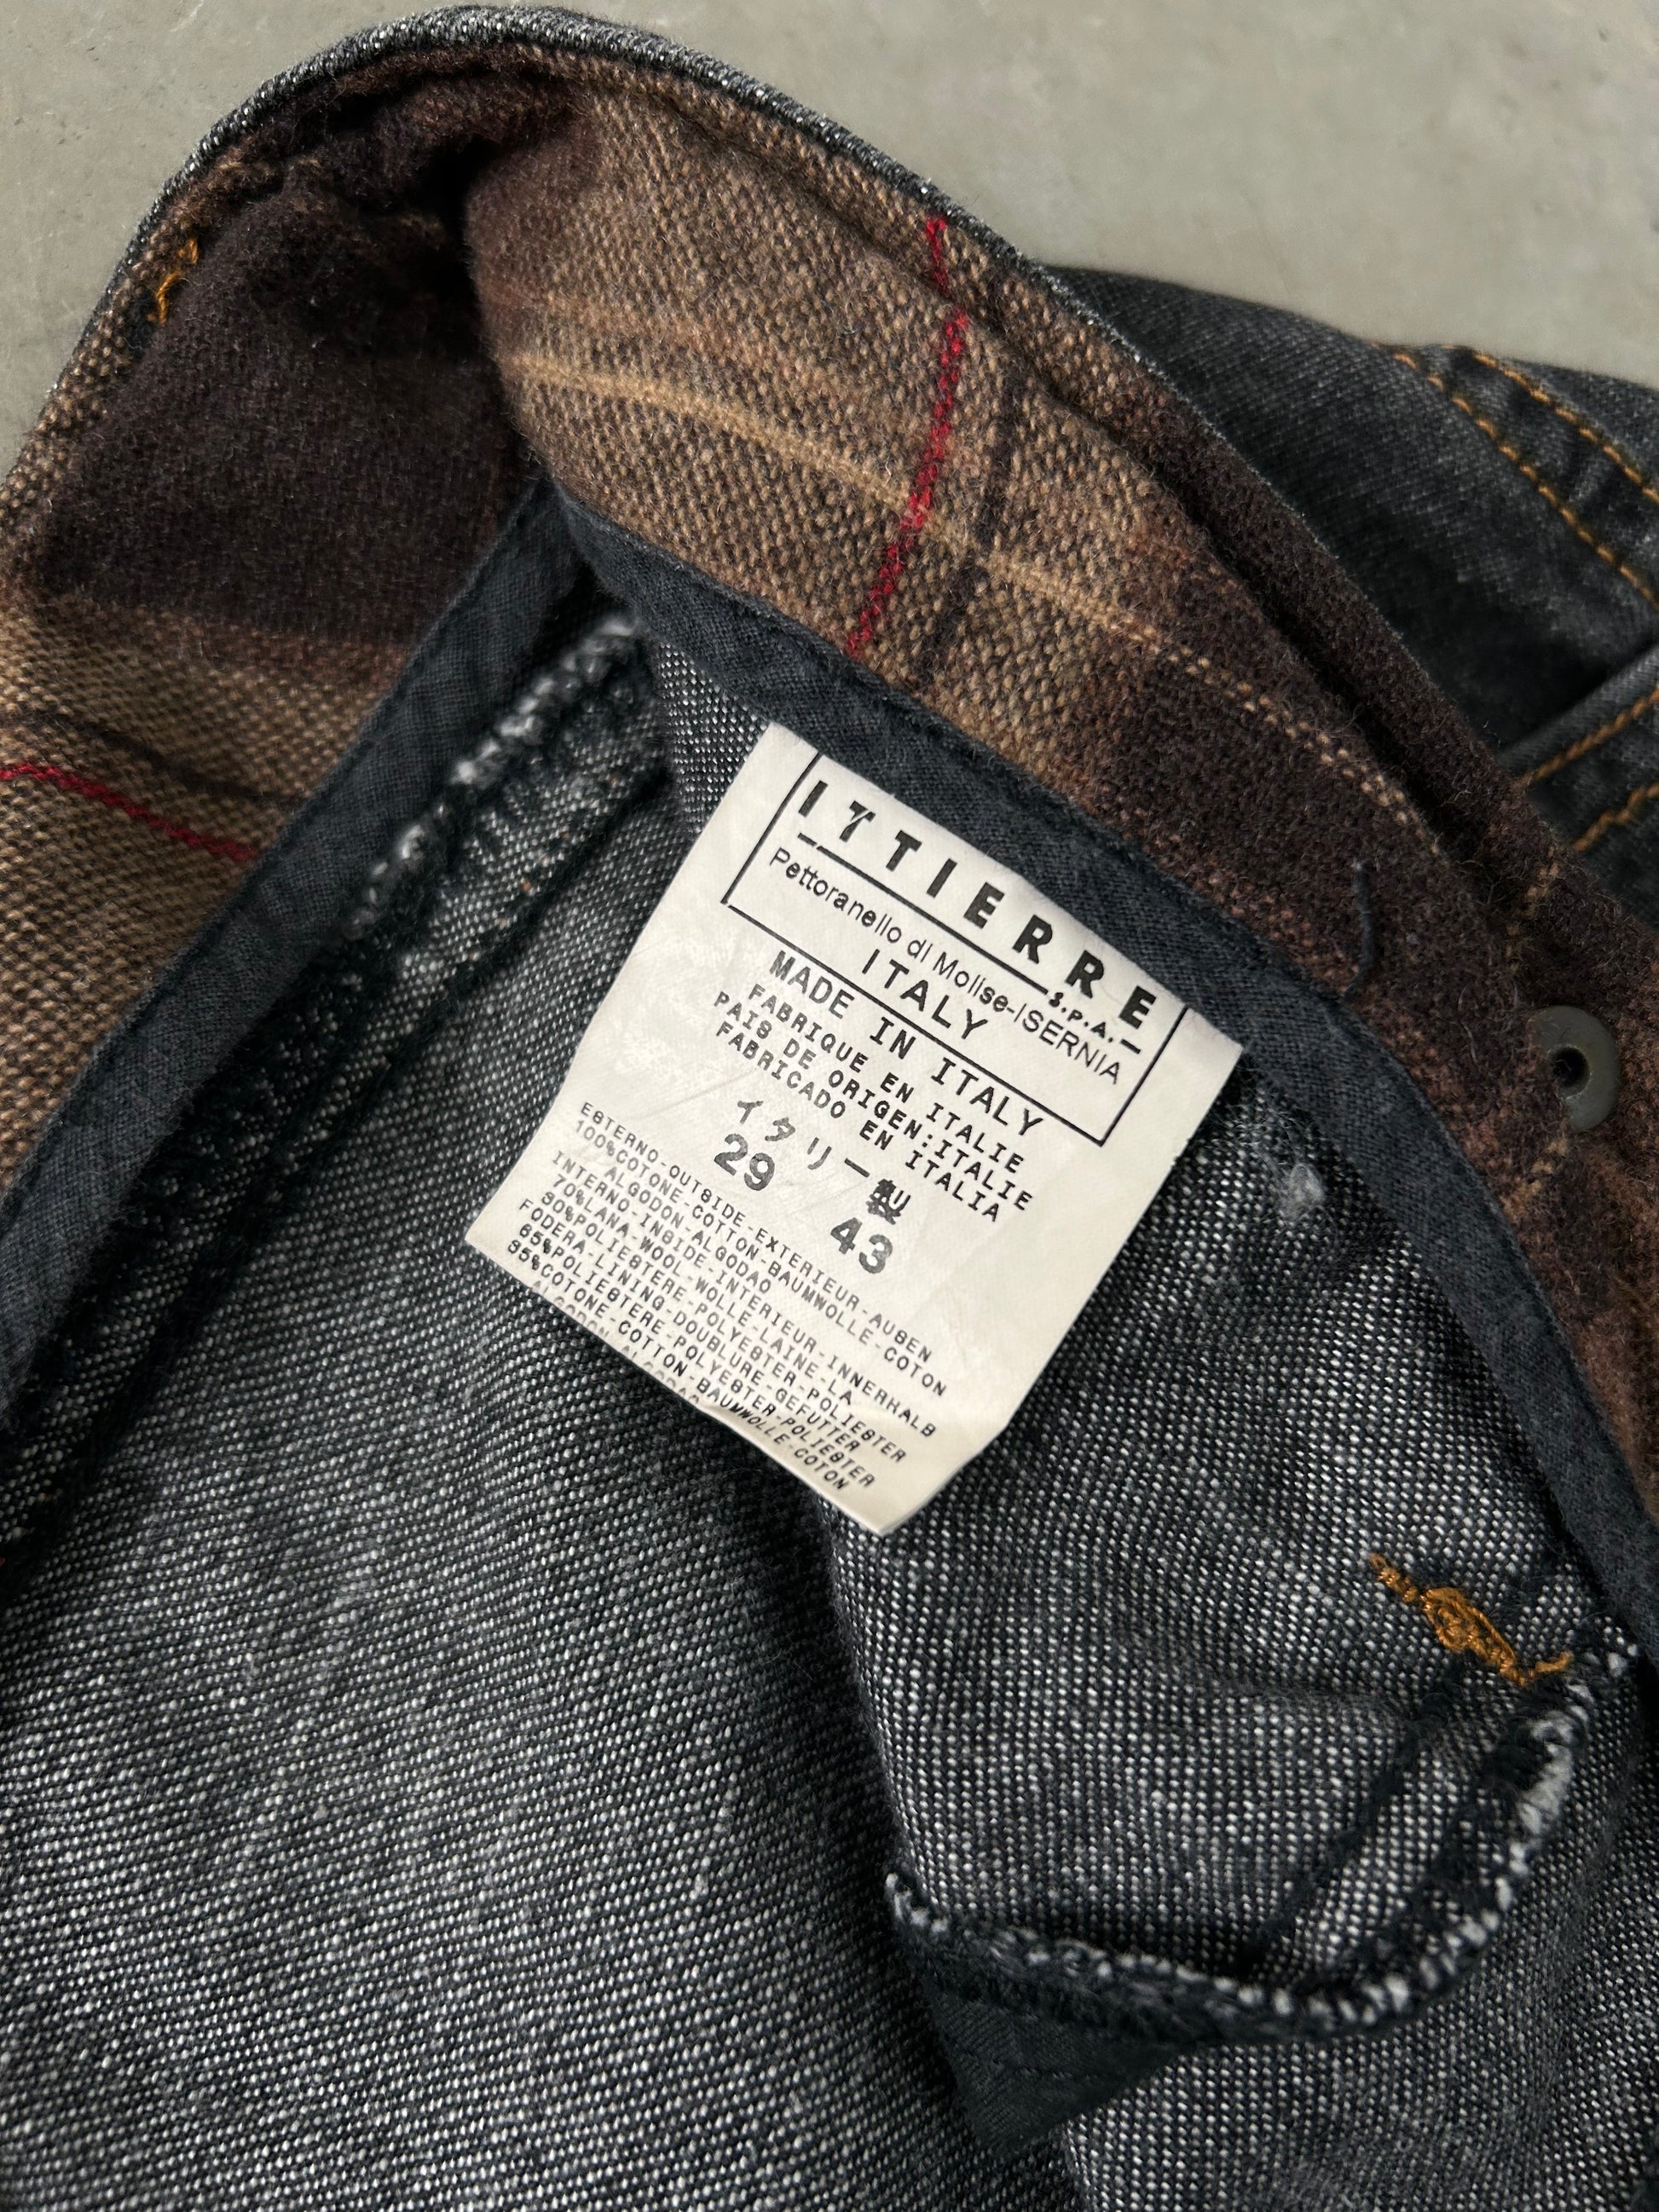 ITTIERRE
S.P.A.
Pettoranello di Molise-ISERNIA
ITALY
MADE IN ITALY
FABRIQUE EN ITALIE
PAIS DE ORIGEN:ITALIE
FABRICADO EN ITALIA
イタリー製
29 43
ESTERNO-OUTSIDE-EXTERIEUR-AUSEN
100%COTONE-COTTON-BAUMWOLLE-COTON
ALGODON-ALGODAO
INTERNO-INSIDE-INTERIEUR-INNERHALB
70%LANA-WOOL-WOLLE-LAINE-LA
30%POLIESTERE-POLYESTER-POLIESTER
FODERA-LINING-DOUBLURE-GEFUTTER
65%POLIESTERE-POLYESTER-POLIESTER
35%COTONE-COTTON-BAUMWOLLE-COTON
ALGODON-ALGODAO